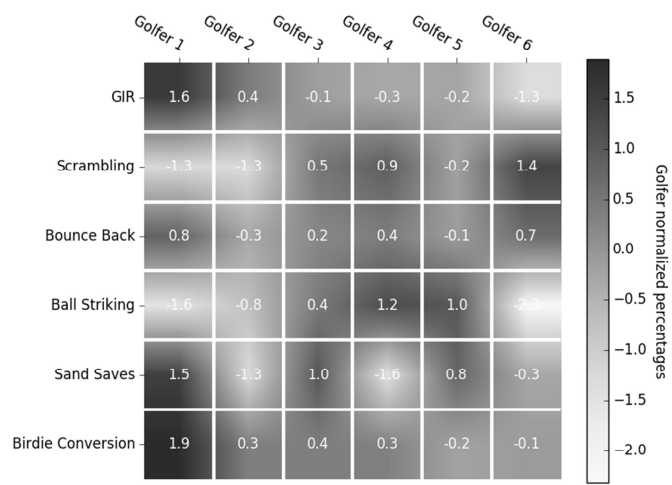 Golfer 1 Golfer 2 Golfer 3 Golfer 4 Golfer 5 Golfer 6
GIR 1.6 0.4 -0.1 -0.3 -0.2 -1.3
Scrambling -1.3 -1.3 0.5 0.9 -0.2 1.4
Bounce Back 0.8 -0.3 0.2 0.4 -0.1 0.7
Ball Striking -1.6 -0.8 0.4 1.2 1.0 -2.3
Sand Saves 1.5 -1.3 1.0 -1.6 0.8 -0.3
Birdie Conversion 1.9 0.3 0.4 0.3 -0.2 -0.1
1.5
1.0
0.5
0.0
−0.5
−1.0
−1.5
−2.0
Golfer normalized percentages